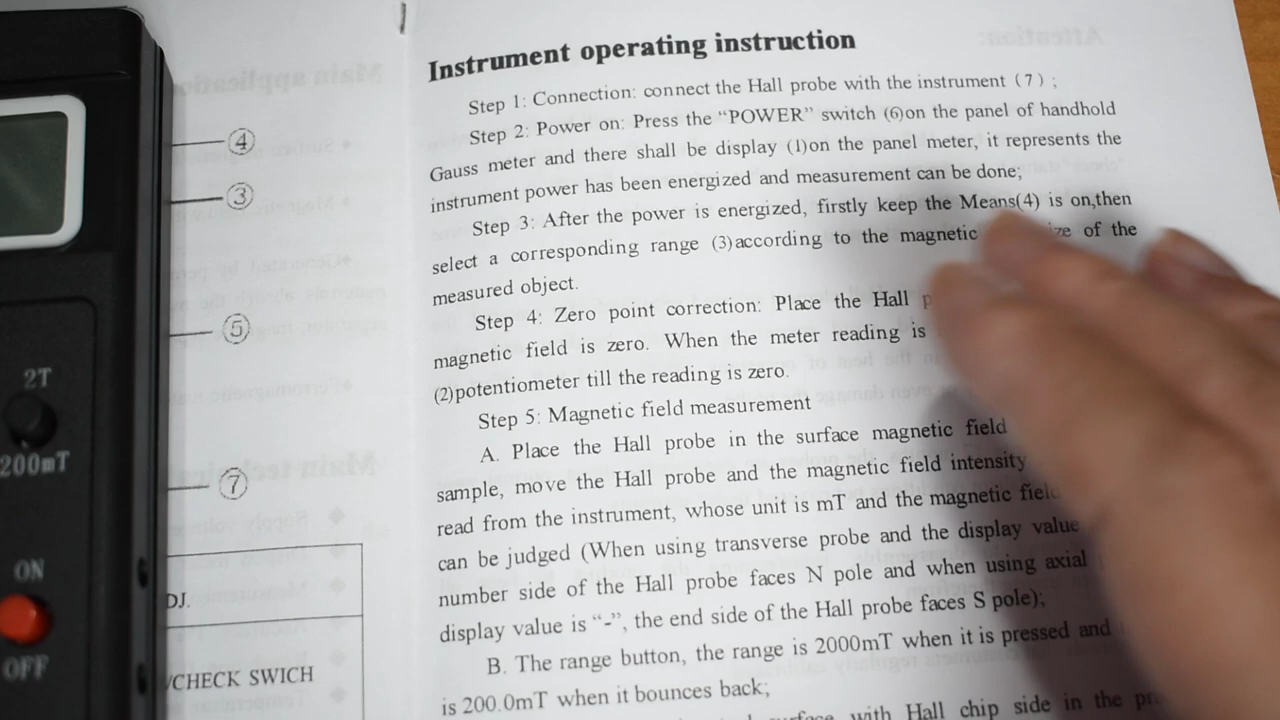 Instrument operating instruction
Step 1: Connection: connect the Hall probe with the instrument (7) ;
Step 2: Power on: Press the “POWER” switch (6)on the panel of handhold
Gauss meter and there shall be display (1)on the panel meter, it represents the
instrument power has been energized and measurement can be done;
Step 3: After the power is energized, firstly keep the Means(4) is on,then
select a corresponding range (3)according to the magnetic of the
measured object.
Step 4: Zero point correction: Place the Hall
magnetic field is zero. When the meter reading is
(2)potentiometer till the reading is zero.
Step 5: Magnetic field measurement
A. Place the Hall probe in the surface magnetic field
sample, move the Hall probe and the magnetic field intensity
read from the instrument, whose unit is mT and the magnetic
can be judged (When using transverse probe and the display value
number side of the Hall probe faces N pole and when using axial
display value is “-”, the end side of the Hall probe faces S pole);
B. The range button, the range is 2000mT when it is pressed and
is 200.0mT when it bounces back;
with Hall chip side in the
④
③
⑤
⑦
2T
200mT
ON
OFF
DJ.
/CHECK SWICH